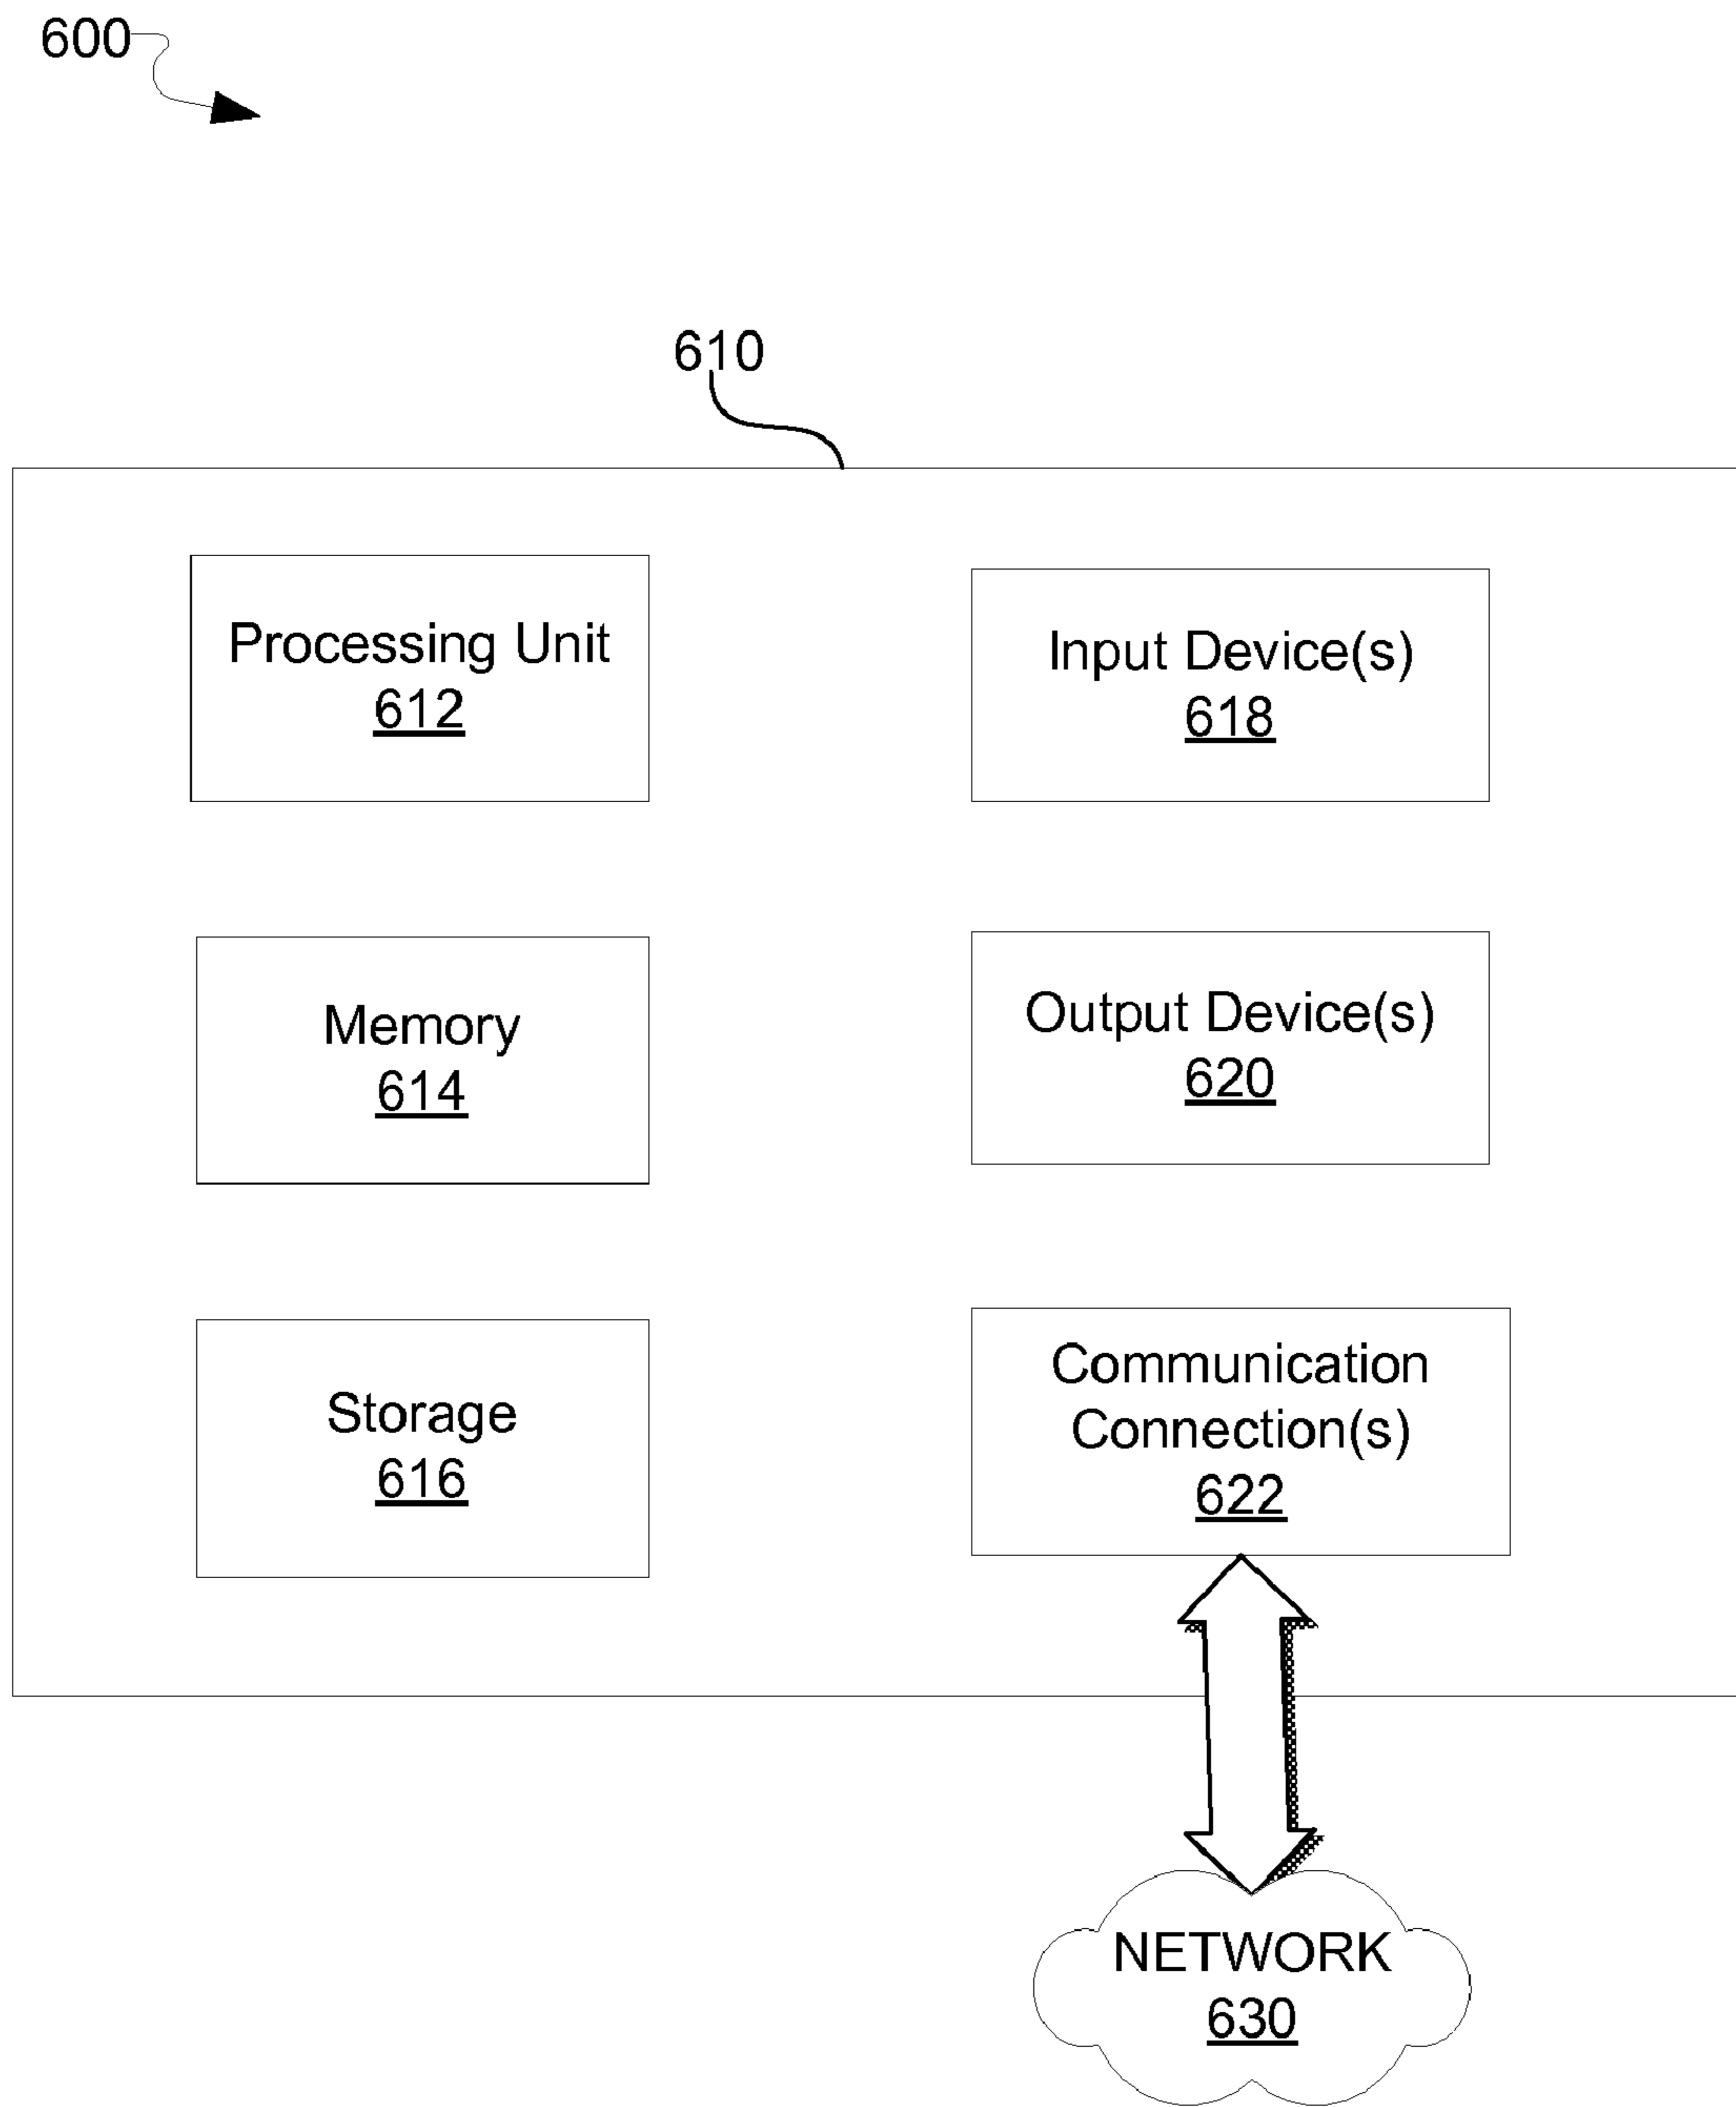 600
610
Processing Unit
612
Input Device(s)
618
Memory
614
Output Device(s)
620
Storage
616
Communication
Connection(s)
622
NETWORK
630